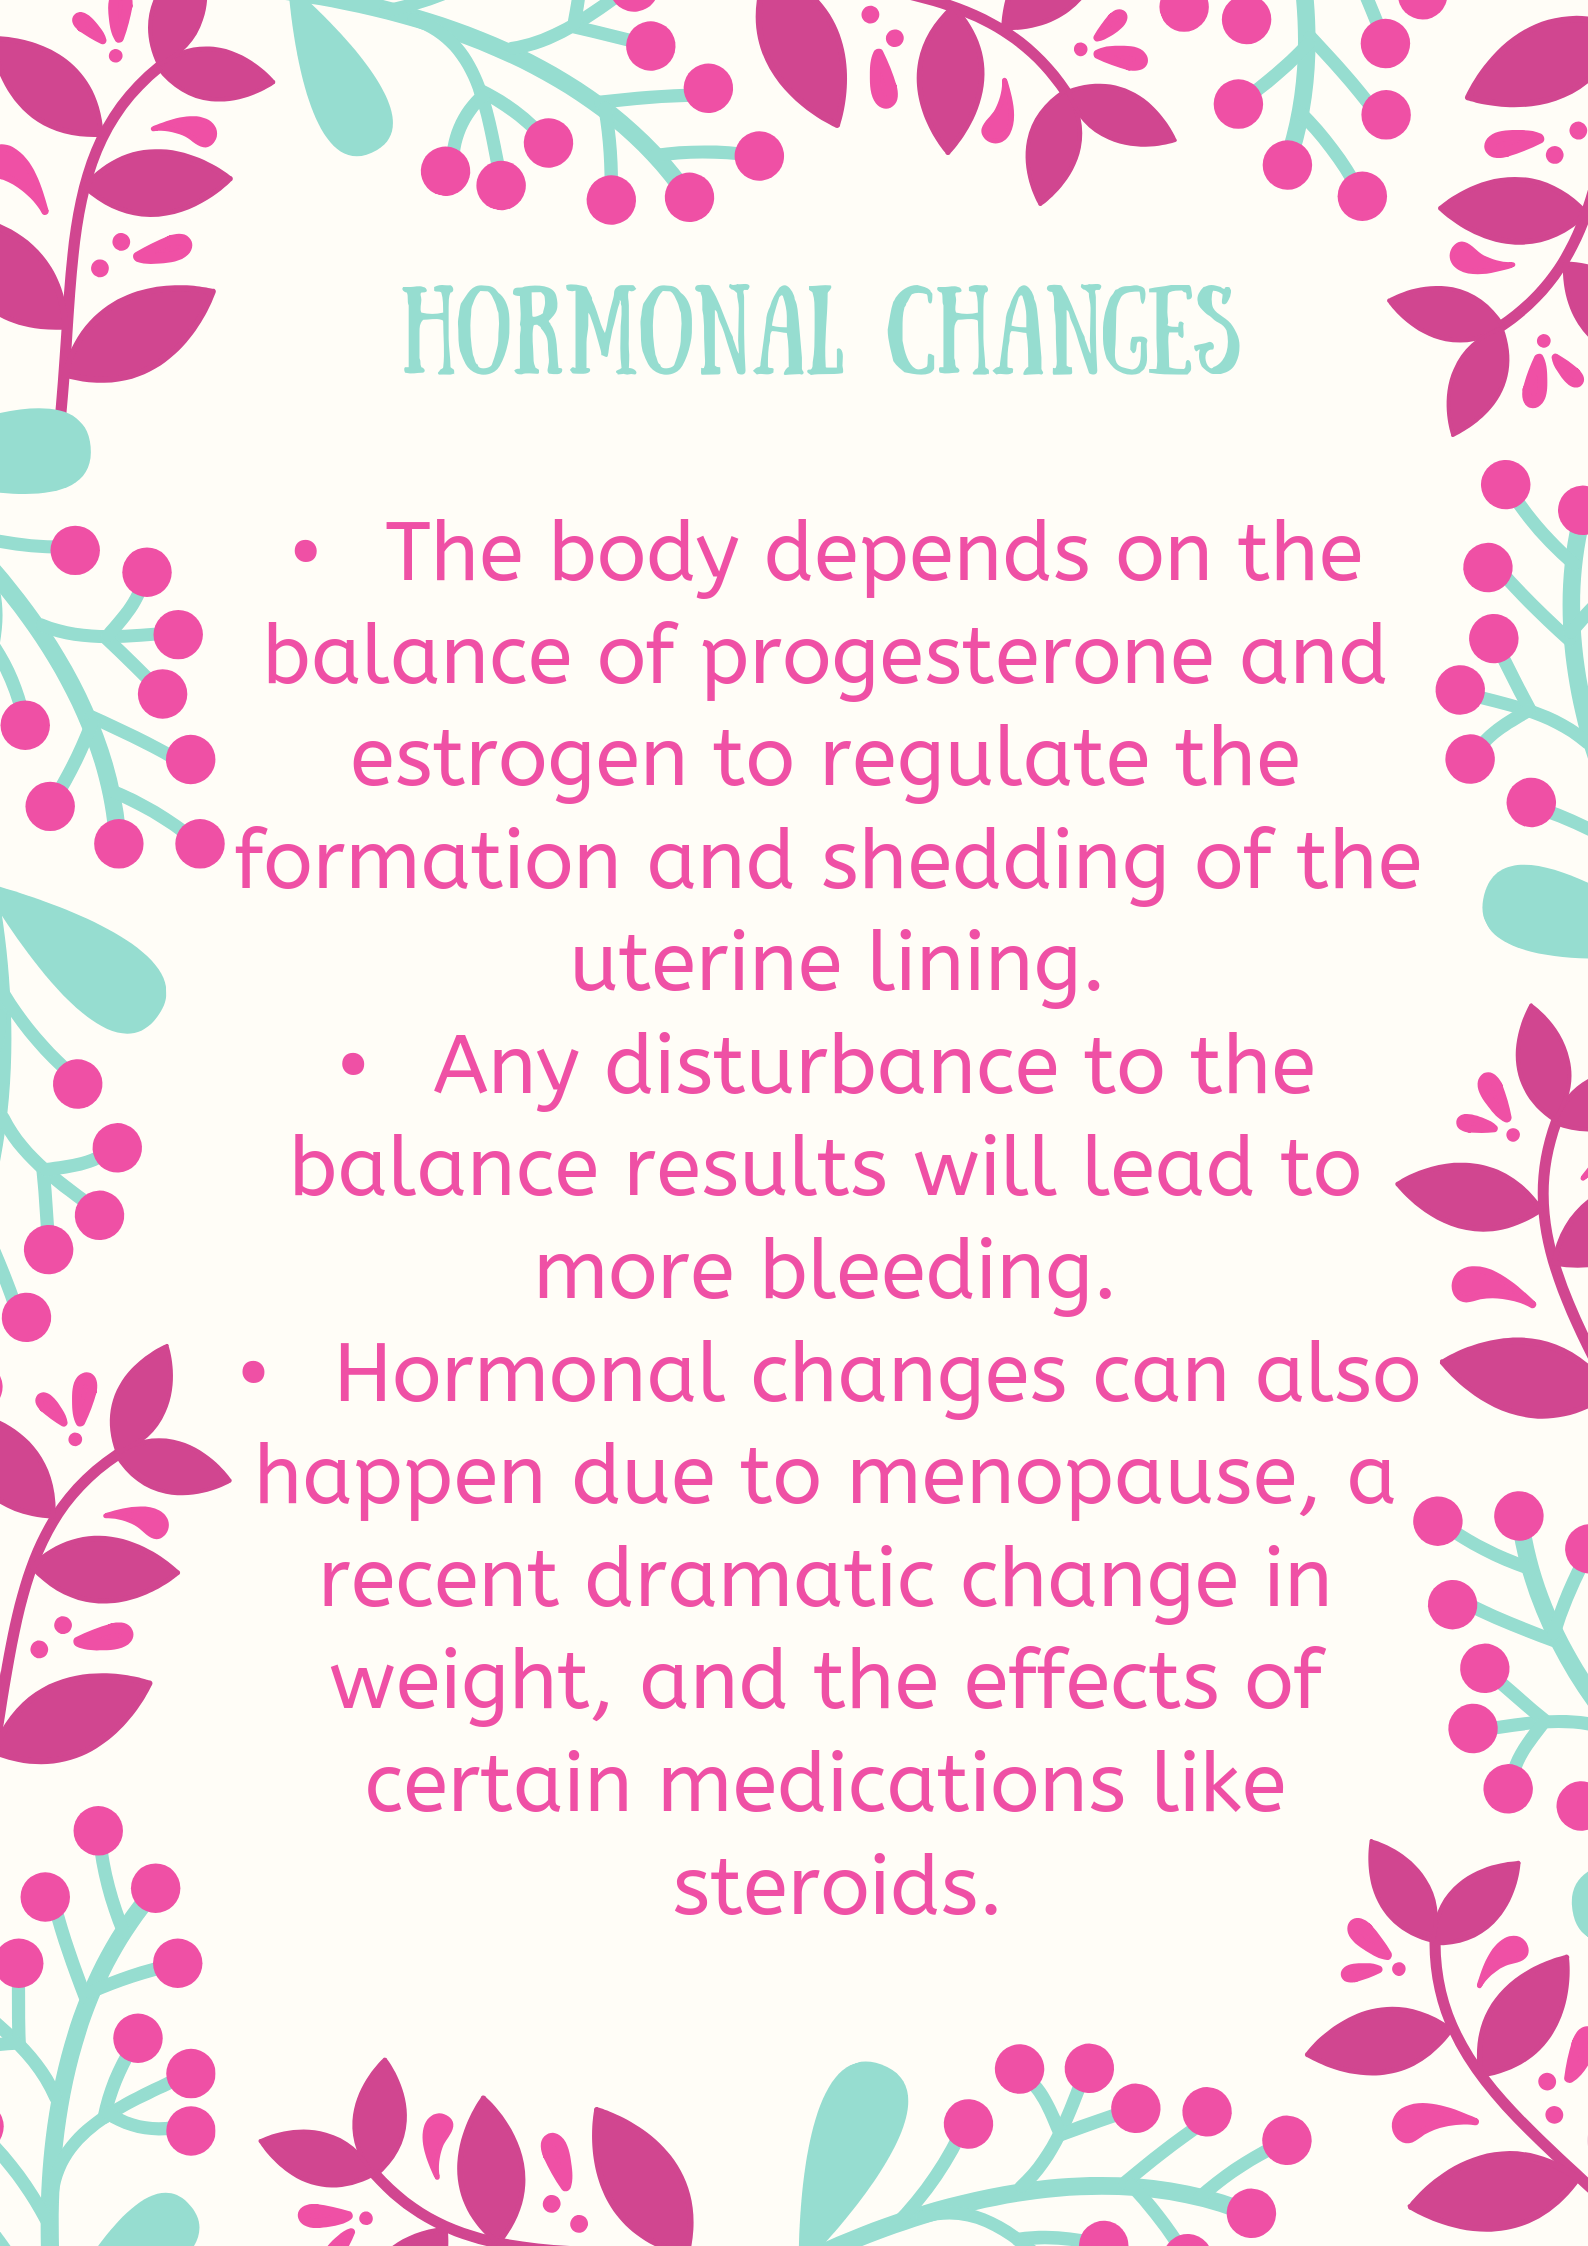 HORMONAL CHANGES
• The body depends on the
balance of progesterone and
estrogen to regulate the
formation and shedding of the
uterine lining.
• Any disturbance to the
balance results will lead to
more bleeding.
• Hormonal changes can also
happen due to menopause, a
recent dramatic change in
weight, and the effects of
certain medications like
steroids.